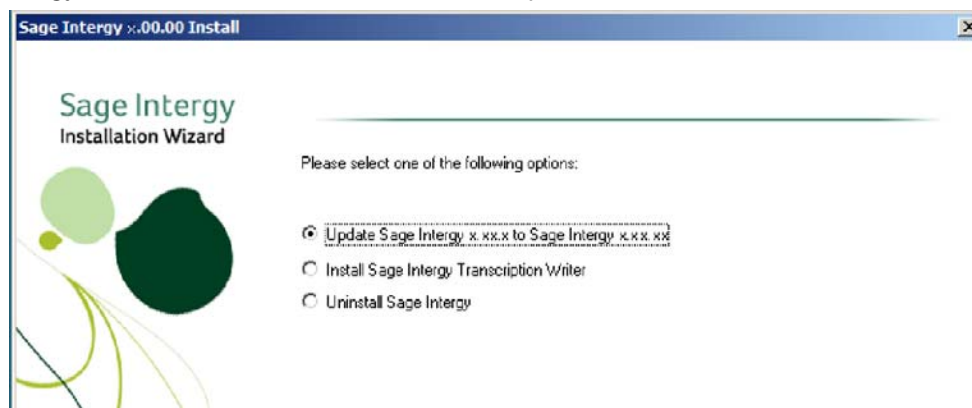 Sage Intergy x.00.00 Install
Sage Intergy
Installation Wizard
Please select one of the following options:
Update Sage Intergy x.xx.x to Sage Intergy x.xx.xx
Install Sage Intergy Transcription Writer
Uninstall Sage Intergy